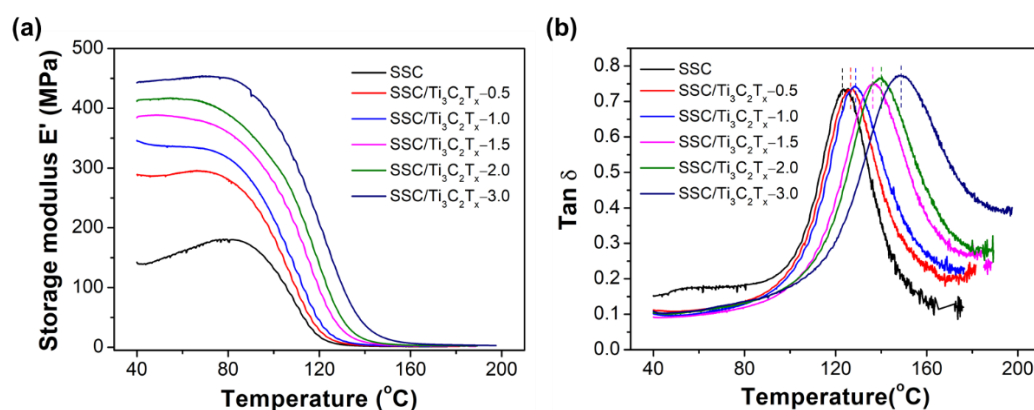 (a)
500
400
300
200
100
0
Storage modulus E' (MPa)
SSC
SSC/Ti₃C₂Tₓ–0.5
SSC/Ti₃C₂Tₓ–1.0
SSC/Ti₃C₂Tₓ–1.5
SSC/Ti₃C₂Tₓ–2.0
SSC/Ti₃C₂Tₓ–3.0
40 80 120 160 200
Temperature (°C)
(b)
0.8
0.7
0.6
0.5
0.4
0.3
0.2
0.1
0.0
Tan δ
SSC
SSC/Ti₃C₂Tₓ–0.5
SSC/Ti₃C₂Tₓ–1.0
SSC/Ti₃C₂Tₓ–1.5
SSC/Ti₃C₂Tₓ–2.0
SSC/Ti₃C₂Tₓ–3.0
40 80 120 160 200
Temperature(°C)